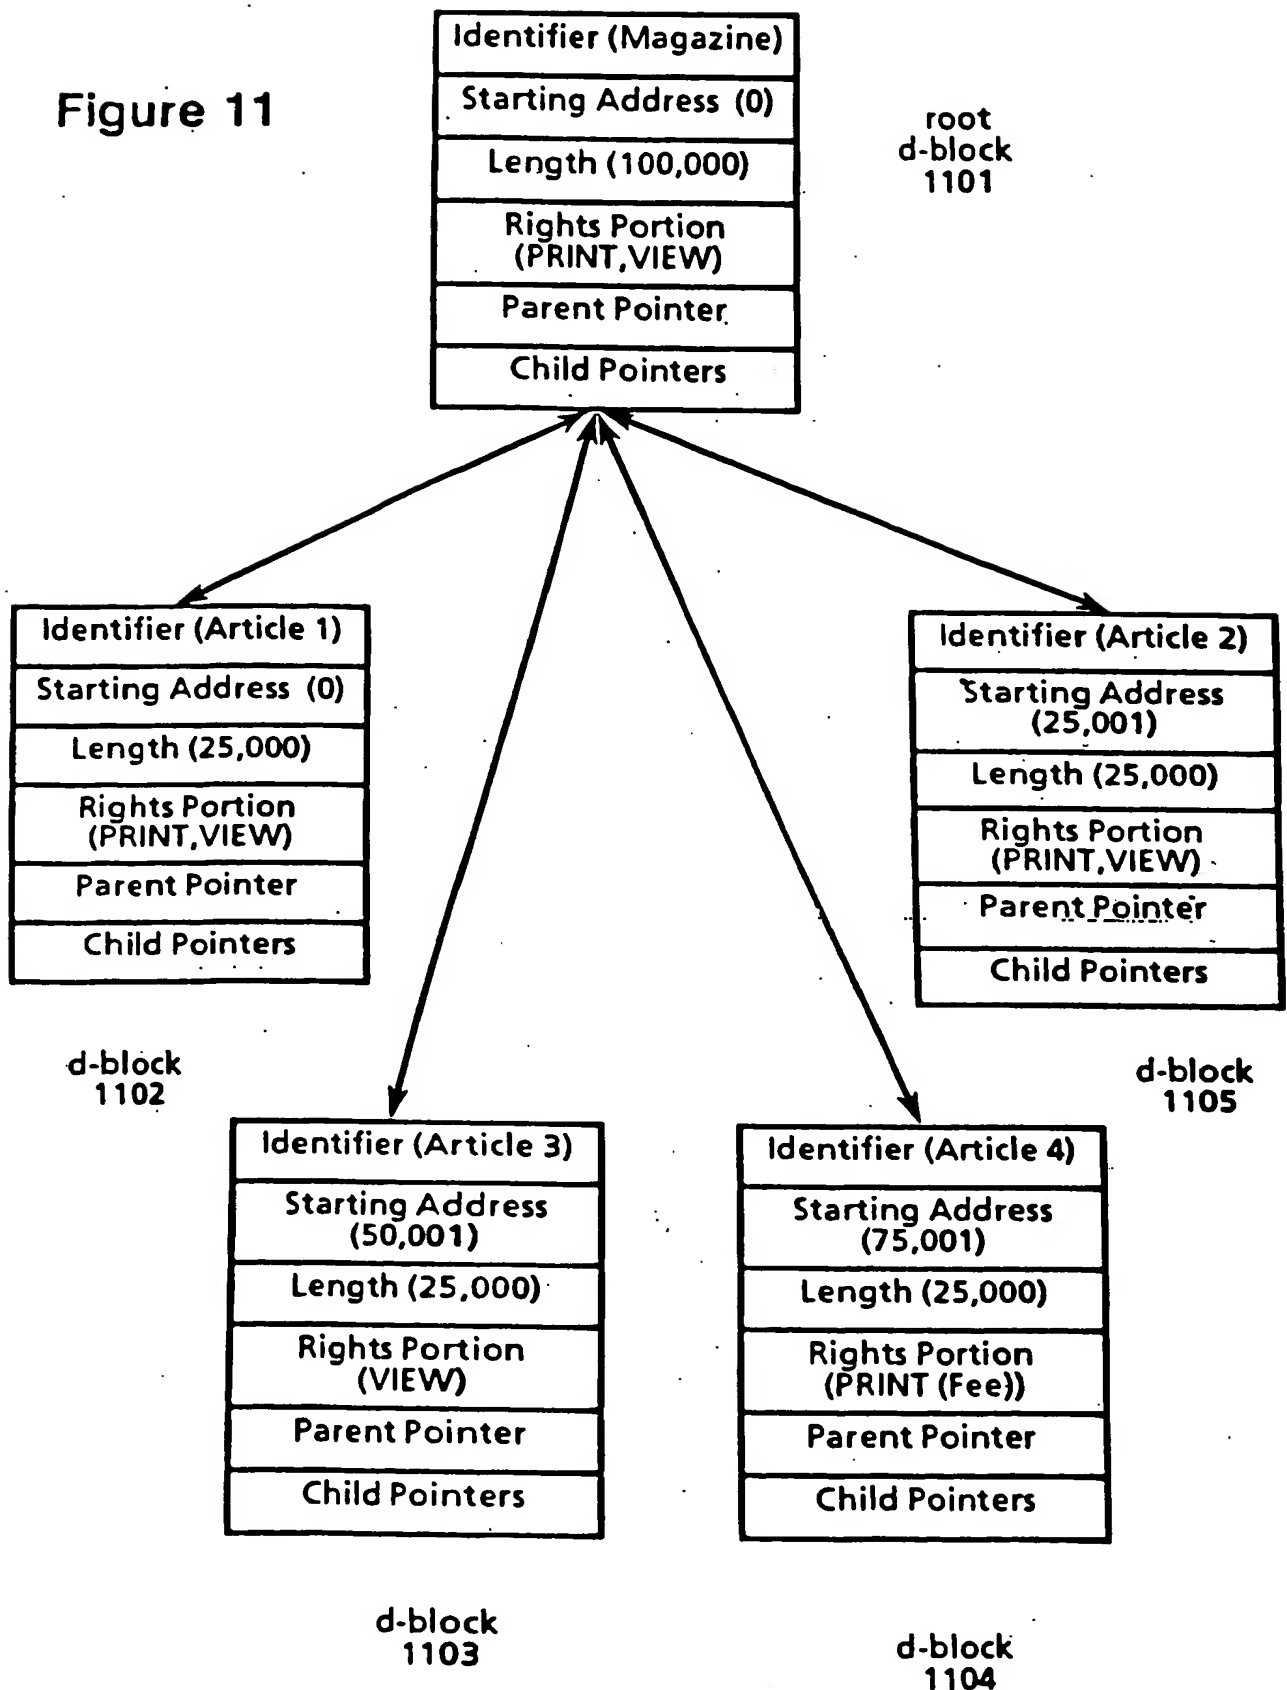 Figure 11
Identifier (Magazine)
Starting Address (0)
Length (100,000)
Rights Portion
(PRINT,VIEW)
Parent Pointer
Child Pointers
root
d-block
1101
Identifier (Article 1)
Starting Address (0)
Length (25,000)
Rights Portion
(PRINT,VIEW)
Parent Pointer
Child Pointers
d-block
1102
Identifier (Article 2)
Starting Address
(25,001)
Length (25,000)
Rights Portion
(PRINT,VIEW)
Parent Pointer
Child Pointers
d-block
1105
Identifier (Article 3)
Starting Address
(50,001)
Length (25,000)
Rights Portion
(VIEW)
Parent Pointer
Child Pointers
d-block
1103
Identifier (Article 4)
Starting Address
(75,001)
Length (25,000)
Rights Portion
(PRINT (Fee))
Parent Pointer
Child Pointers
d-block
1104